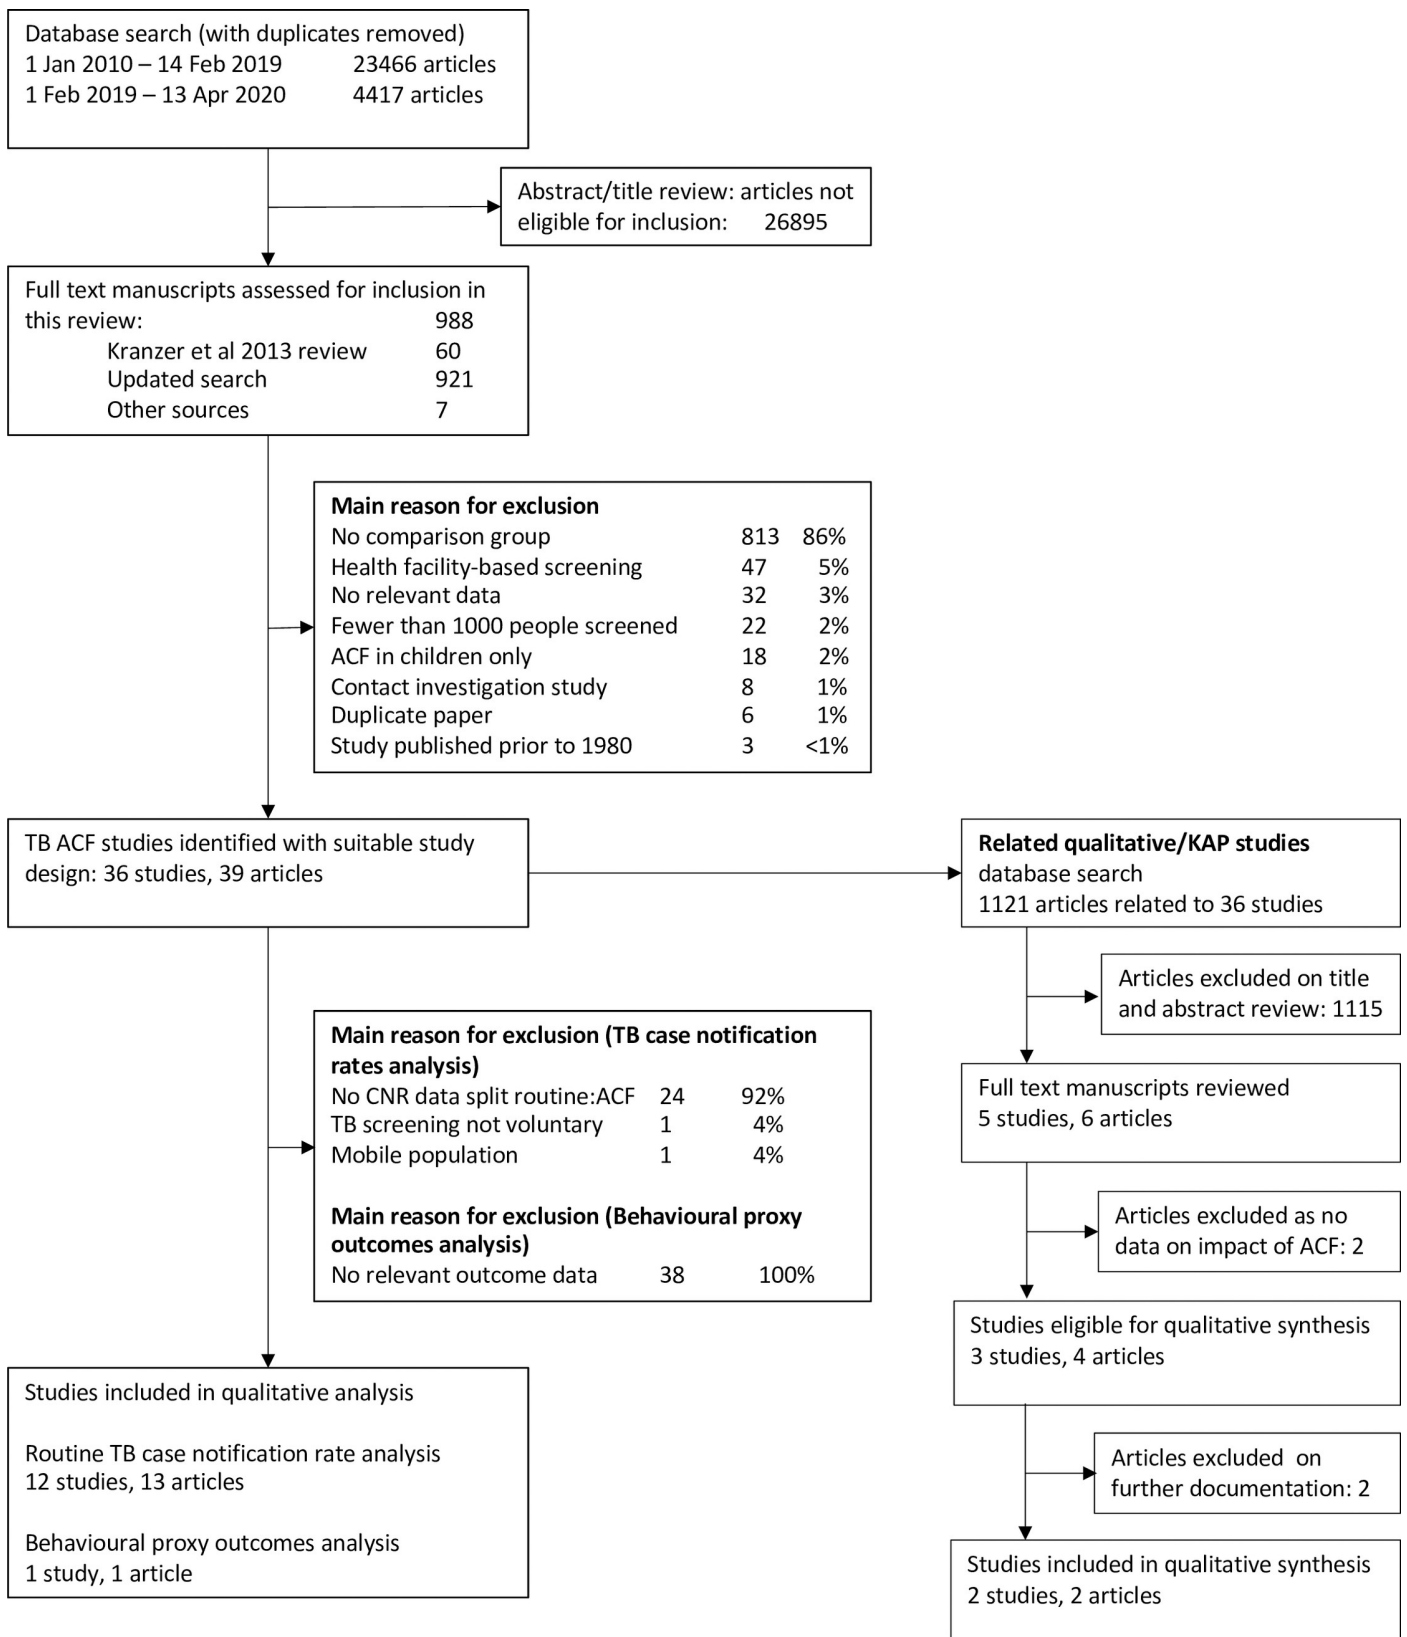 Database search (with duplicates removed)
1 Jan 2010 – 14 Feb 2019 23466 articles
1 Feb 2019 – 13 Apr 2020 4417 articles
Abstract/title review: articles not
eligible for inclusion: 26895
Full text manuscripts assessed for inclusion in
this review: 988
Kranzer et al 2013 review 60
Updated search 921
Other sources 7
Main reason for exclusion
No comparison group 813 86%
Health facility-based screening 47 5%
No relevant data 32 3%
Fewer than 1000 people screened 22 2%
ACF in children only 18 2%
Contact investigation study 8 1%
Duplicate paper 6 1%
Study published prior to 1980 3 <1%
TB ACF studies identified with suitable study
design: 36 studies, 39 articles
Main reason for exclusion (TB case notification
rates analysis)
No CNR data split routine:ACF 24 92%
TB screening not voluntary 1 4%
Mobile population 1 4%
Main reason for exclusion (Behavioural proxy
outcomes analysis)
No relevant outcome data 38 100%
Studies included in qualitative analysis
Routine TB case notification rate analysis
12 studies, 13 articles
Behavioural proxy outcomes analysis
1 study, 1 article
Related qualitative/KAP studies
database search
1121 articles related to 36 studies
Articles excluded on title
and abstract review: 1115
Full text manuscripts reviewed
5 studies, 6 articles
Articles excluded as no
data on impact of ACF: 2
Studies eligible for qualitative synthesis
3 studies, 4 articles
Articles excluded on
further documentation: 2
Studies included in qualitative synthesis
2 studies, 2 articles